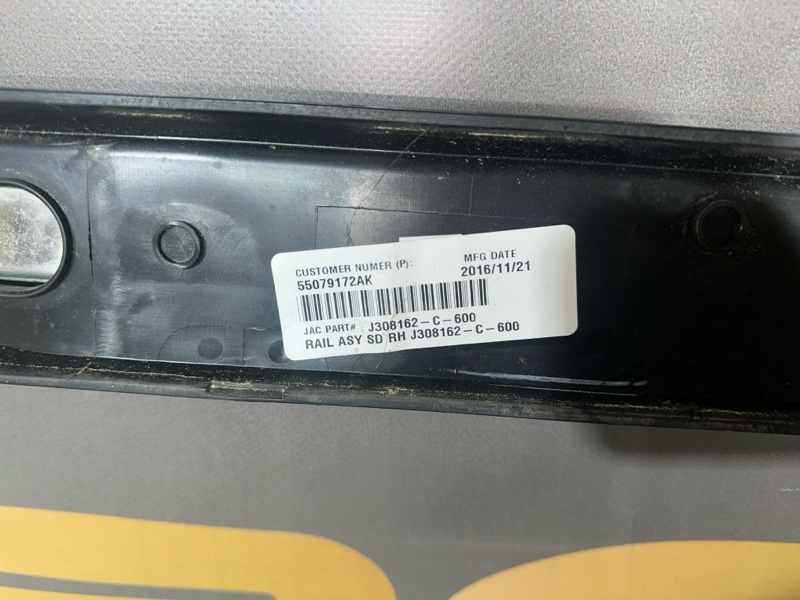 CUSTOMER NUMER (P):
MFG DATE
55079172AK
2016/11/21
JAC PART# J308162-C-600
RAIL ASY SD RH J308162-C-600